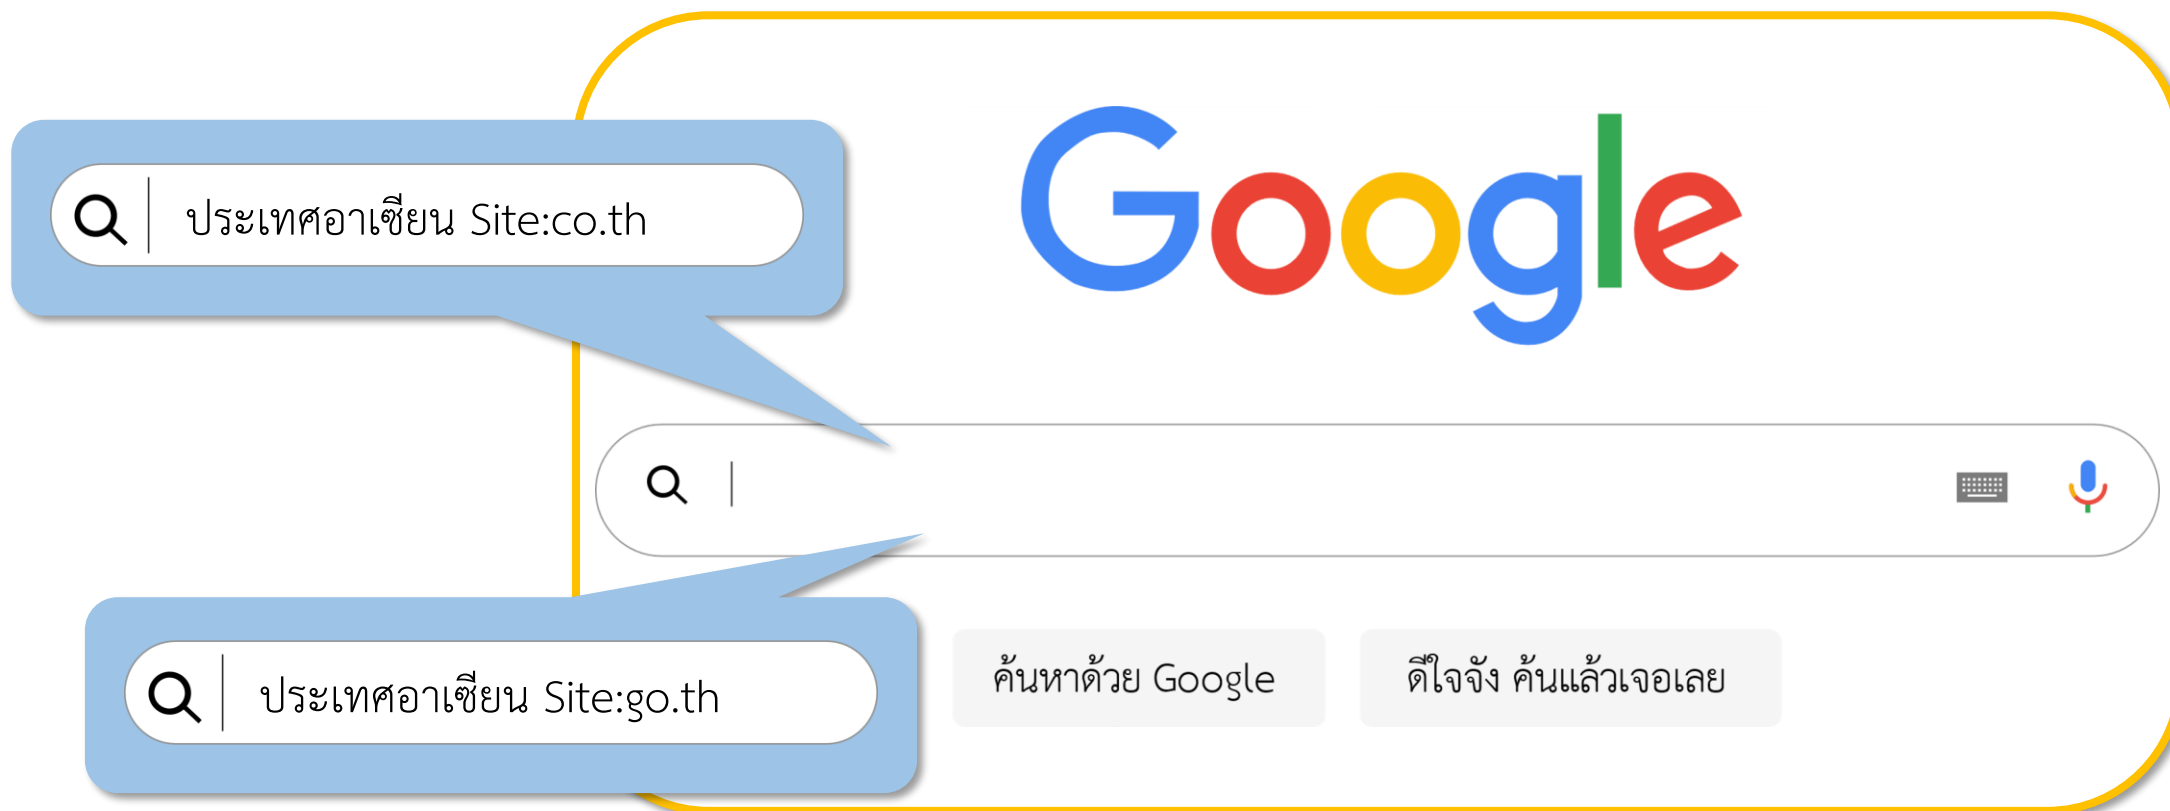 Google
ประเทศอาเซียน Site:co.th
ประเทศอาเซียน Site:go.th
ค้นหาด้วย Google
ดีใจจัง ค้นแล้วเจอเลย